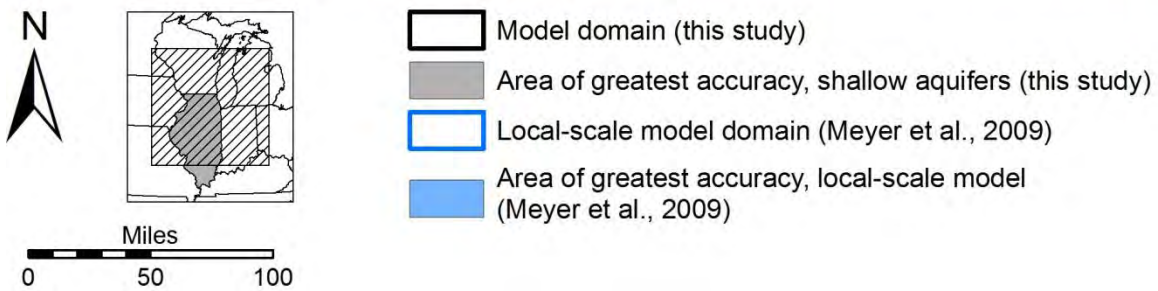 N
Miles
0 50 100
Model domain (this study)
Area of greatest accuracy, shallow aquifers (this study)
Local-scale model domain (Meyer et al., 2009)
Area of greatest accuracy, local-scale model
(Meyer et al., 2009)